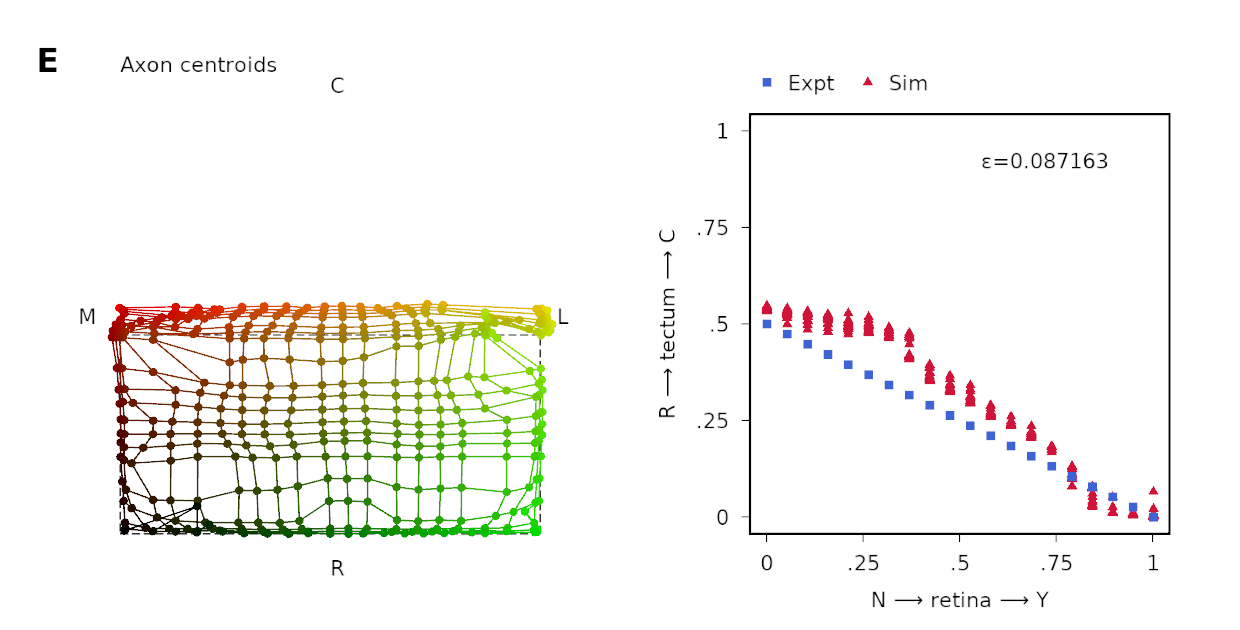 E
Axon centroids
C
M
L
R
Expt
Sim
ε=0.087163
1
.75
.5
.25
0
R ⟶ tectum ⟶ C
0
.25
.5
.75
1
N ⟶ retina ⟶ Y